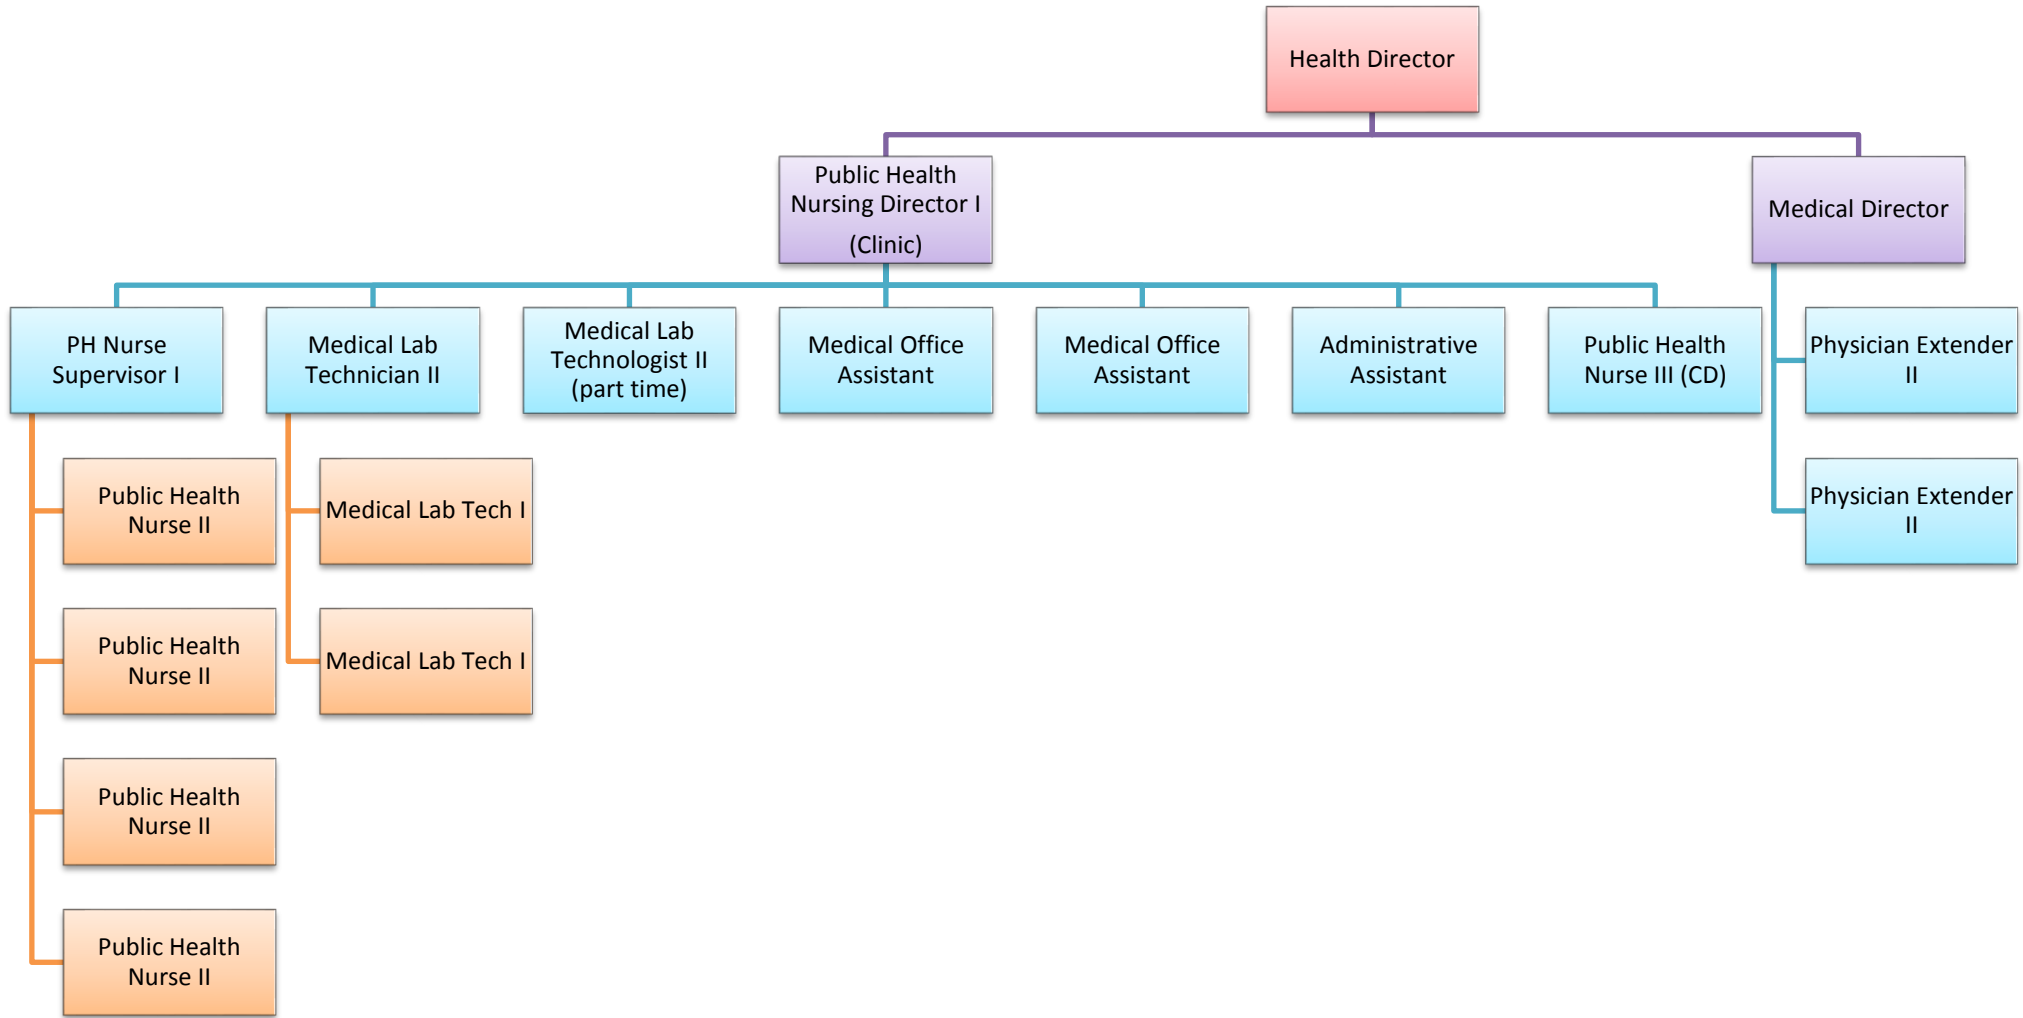 Health Director
Public Health
Nursing Director I
(Clinic)
Medical Director
PH Nurse
Supervisor I
Medical Lab
Technician II
Medical Lab
Technologist II
(part time)
Medical Office
Assistant
Medical Office
Assistant
Administrative
Assistant
Public Health
Nurse III (CD)
Physician Extender
II
Public Health
Nurse II
Medical Lab Tech I
Physician Extender
II
Public Health
Nurse II
Medical Lab Tech I
Public Health
Nurse II
Public Health
Nurse II